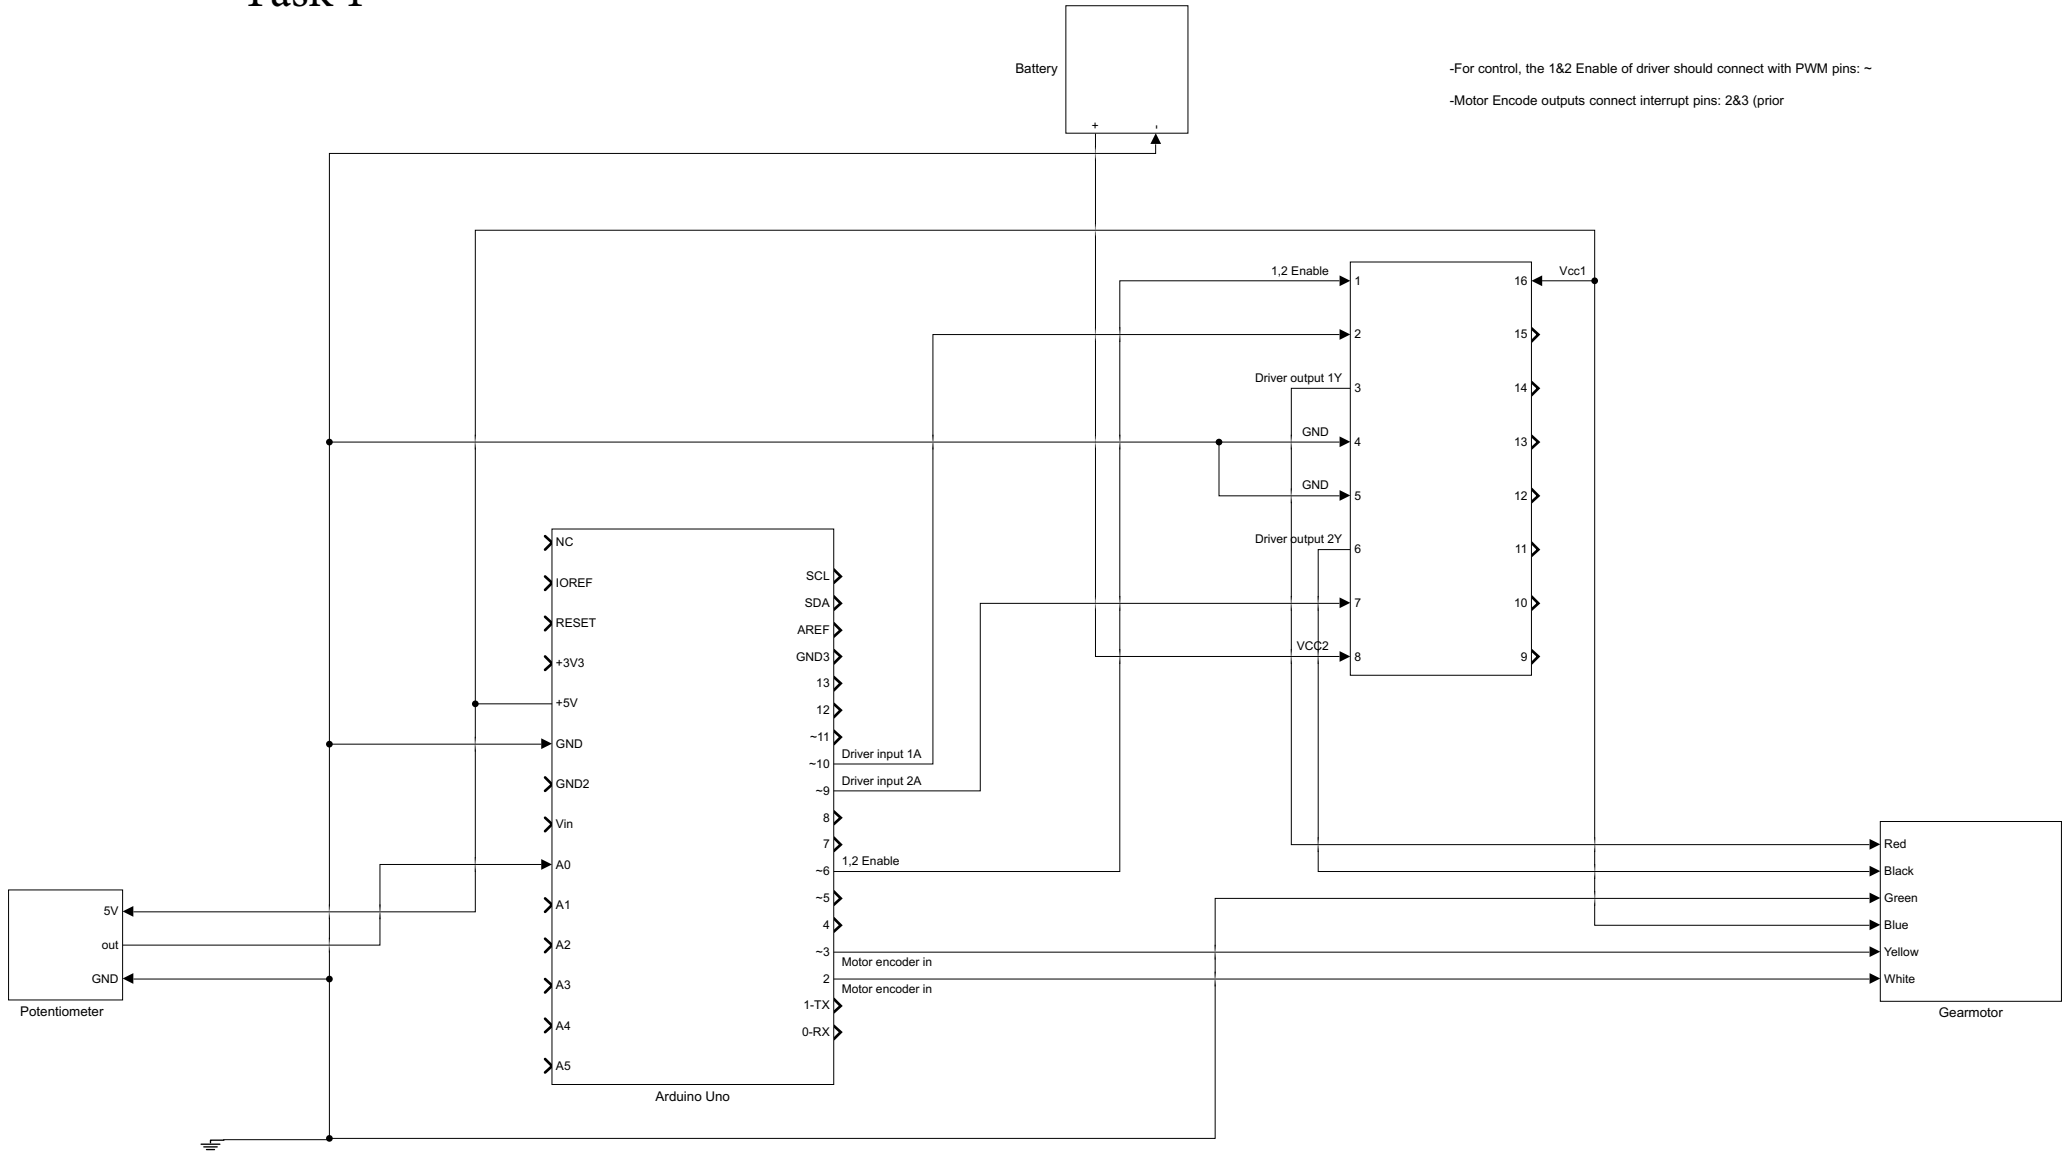 Task 1
Battery
+
-
-For control, the 1&2 Enable of driver should connect with PWM pins: ~
-Motor Encode outputs connect interrupt pins: 2&3 (prior
1,2 Enable
1
2
Driver output 1Y
3
GND
4
GND
5
Driver output 2Y
6
7
VCC2
8
Vcc1
16
15
14
13
12
11
10
9
NC
IOREF
RESET
+3V3
+5V
GND
GND2
Vin
A0
A1
A2
A3
A4
A5
SCL
SDA
AREF
GND3
13
12
~11
~10
Driver input 1A
~9
Driver input 2A
8
7
~6
1,2 Enable
~5
4
~3
Motor encoder in
2
Motor encoder in
1-TX
0-RX
Arduino Uno
5V
out
GND
Potentiometer
Red
Black
Green
Blue
Yellow
White
Gearmotor